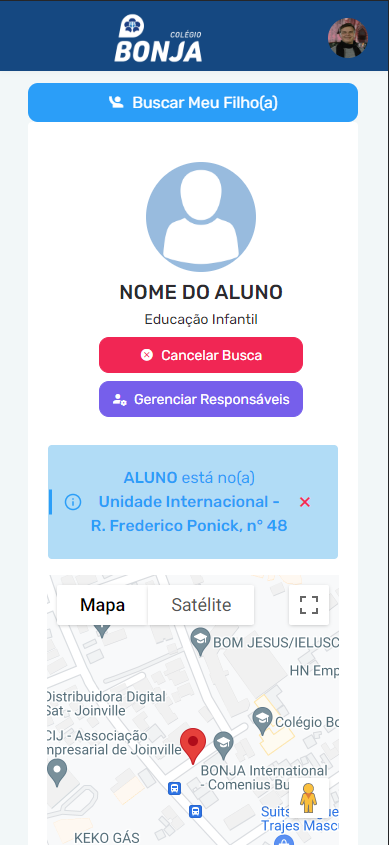 COLÉGIO
BONJA
Buscar Meu Filho(a)
NOME DO ALUNO
Educação Infantil
Cancelar Busca
Gerenciar Responsáveis
ALUNO está no(a)
Unidade Internacional -
R. Frederico Ponick, n° 48
Mapa Satélite
BOM JESUS/IELUSC
HN Emp
Distribuidora Digital
Sat - Joinville
Colégio Bo
CIJ - Associação
mpresarial de Joinville
BONJA International
- Comenius Bu
Suits
gue
Trajes Masc
KEKO GÁS